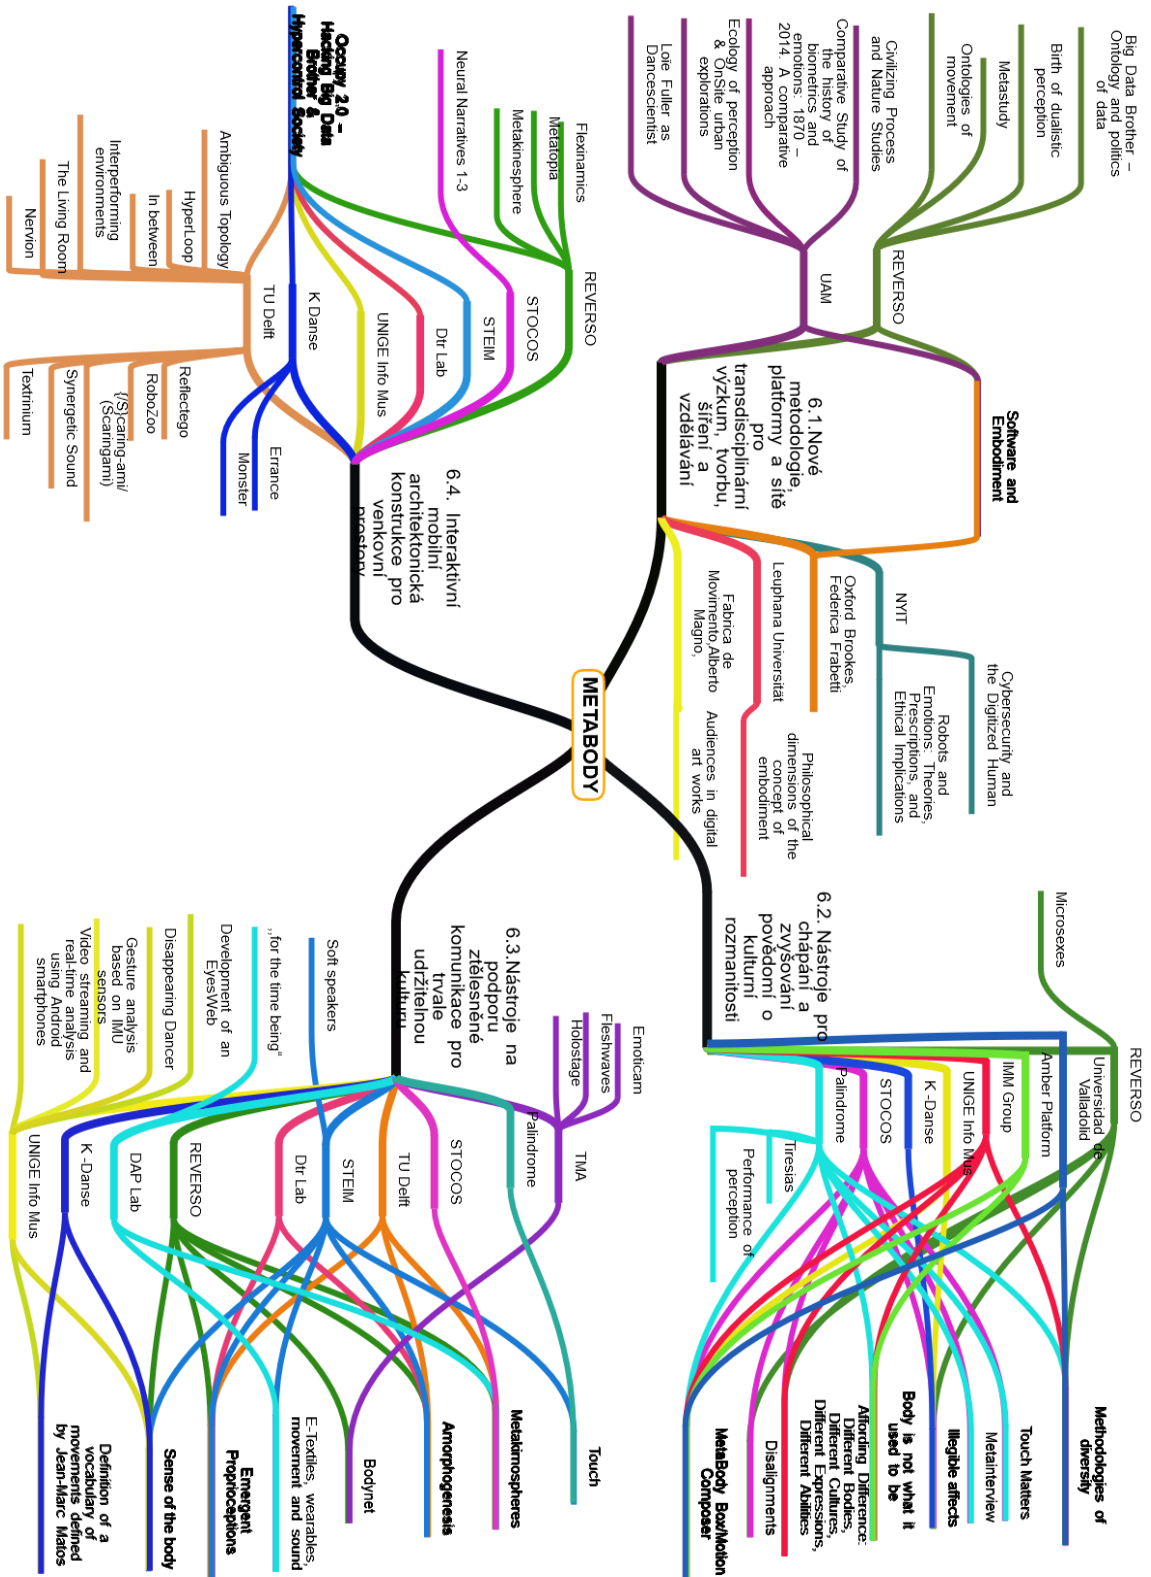 METABODY
6.1.Nové
metodologie,
platformy a sítě
pro
transdisciplinární
výzkum, tvorbu,
šíření a
vzdělávání
REVERSO
Big Data Brother –
Ontology and politics
of data
Birth of dualistic
perception
Metastudy
Ontologies of
movement
UAM
Civilizing Process
and Nature Studies
Comparative Study of
the history of
biometrics and
emotions: 1870 –
2014. A comparative
approach
Ecology of perception
& OnSite urban
explorations
Loie Fuller as
Dancescientist
Software and
Embodiment
NYIT
Cybersecurity and
the Digitized Human
Robots and
Emotions: Theories,
Prescriptions, and
Ethical Implications
Oxford Brookes,
Federica Frabetti
Leuphana Universität
Philosophical
dimensions of the
concept of
embodiment
Fabrica de
Movimento,Alberto
Magno,
Audiences in digital
art works
6.2. Nástroje pro
chápání a
zvyšování
povědomí o
kulturní
rozmanitosti
REVERSO
Microsexes
Universidad de
Valladolid
Amber Platform
IMM Group
UNIGE Info Mus
K -Danse
STOCOS
Palindrome
Tiresias
Performance of
perception
Methodologies of
diversity
Touch Matters
Metainterview
Illegible affects
Body is not what it
used to be
Affording Difference:
Different Bodies,
Different Cultures,
Different Expressions,
Different Abilities
Disalignments
MetaBody Box/Motion
Composer
6.3.Nástroje na
podporu
ztělesněné
komunikace pro
trvale
udržitelnou
kulturu
TMA
Emoticam
Fleshwaves
Holostage
Palindrome
STOCOS
TU Delft
STEIM
Soft speakers
Dtr Lab
REVERSO
DAP Lab
„for the time being“
K -Danse
UNIGE Info Mus
Development of an
EyesWeb
Disappearing Dancer
Gesture analysis
based on IMU
sensors
Video streaming and
real-time analysis
using Android
smartphones
Touch
Metakimospheres
Amorphogenesis
Bodynet
E-Textiles, wearables,
movement and sound
Emergent
Proprioceptions
Sense of the body
Definition of a
vocabulary of
movements defined
by Jean-Marc Matos
6.4. Interaktivní
mobilní
architektonická
konstrukce pro
venkovní
prostory
REVERSO
Flexinamics
Metatopia
Metakinesphere
STOCOS
Neural Narratives 1-3
STEIM
Dtr Lab
UNIGE Info Mus
K Danse
Errance
Monster
TU Delft
Ambiguous Topology
HyperLoop
In between
Interperforming
environments
The Living Room
Nervion
Reflectego
RoboZoo
{/S}caring-ami/
(Scaringami)
Synergetic Sound
Textrinium
Occupy 2.0 –
Hacking Big Data
Brother &
Hypercontrol Society